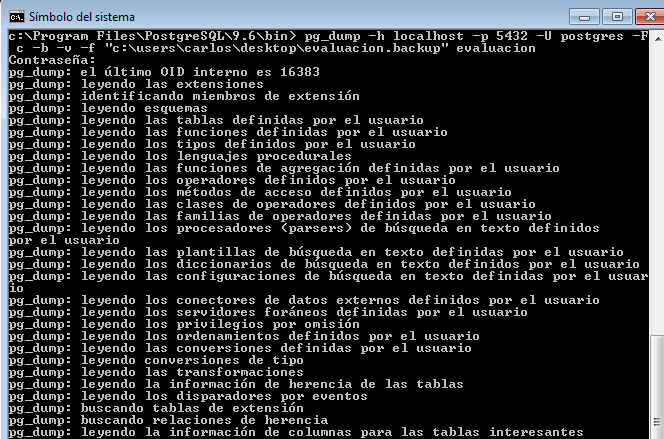 Símbolo del sistema
c:\Program Files\PostgreSQL\9.6\bin> pg_dump -h localhost -p 5432 -U postgres -F
c -b -v -f "c:\users\carlos\desktop\evaluacion.backup" evaluacion
Contraseña:
pg_dump: el último OID interno es 16383
pg_dump: leyendo las extensiones
pg_dump: identificando miembros de extensión
pg_dump: leyendo esquemas
pg_dump: leyendo las tablas definidas por el usuario
pg_dump: leyendo las funciones definidas por el usuario
pg_dump: leyendo los tipos definidos por el usuario
pg_dump: leyendo los lenguajes procedurales
pg_dump: leyendo las funciones de agregación definidas por el usuario
pg_dump: leyendo los operadores definidos por el usuario
pg_dump: leyendo los métodos de acceso definidos por el usuario
pg_dump: leyendo las clases de operadores definidos por el usuario
pg_dump: leyendo las familias de operadores definidos por el usuario
pg_dump: leyendo los procesadores (parsers) de búsqueda en texto definidos
por el usuario
pg_dump: leyendo las plantillas de búsqueda en texto definidas por el usuario
pg_dump: leyendo los diccionarios de búsqueda en texto definidos por el usuario
pg_dump: leyendo las configuraciones de búsqueda en texto definidas por el usuar
io
pg_dump: leyendo los conectores de datos externos definidos por el usuario
pg_dump: leyendo los servidores foráneos definidas por el usuario
pg_dump: leyendo los privilegios por omisión
pg_dump: leyendo los ordenamientos definidos por el usuario
pg_dump: leyendo las conversiones definidas por el usuario
pg_dump: leyendo conversiones de tipo
pg_dump: leyendo las transformaciones
pg_dump: leyendo la información de herencia de las tablas
pg_dump: leyendo los disparadores por eventos
pg_dump: buscando tablas de extensión
pg_dump: buscando relaciones de herencia
pg_dump: leyendo la información de columnas para las tablas interesantes